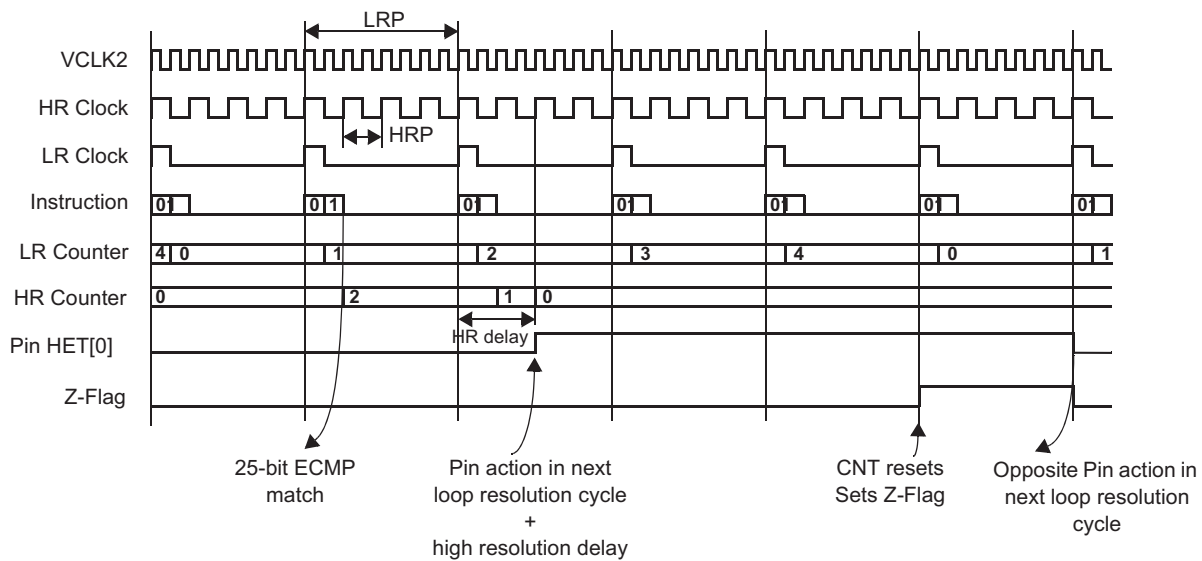 LRP
VCLK2
HR Clock
HRP
LR Clock
Instruction 01 0 1 01 01 01 01 01
LR Counter 4 0 1 2 3 4 0 1
HR Counter 0 2 1 0
HR delay
Pin HET[0]
Z-Flag
25-bit ECMP
match
Pin action in next
loop resolution cycle
+
high resolution delay
CNT resets
Sets Z-Flag
Opposite Pin action in
next loop resolution
cycle